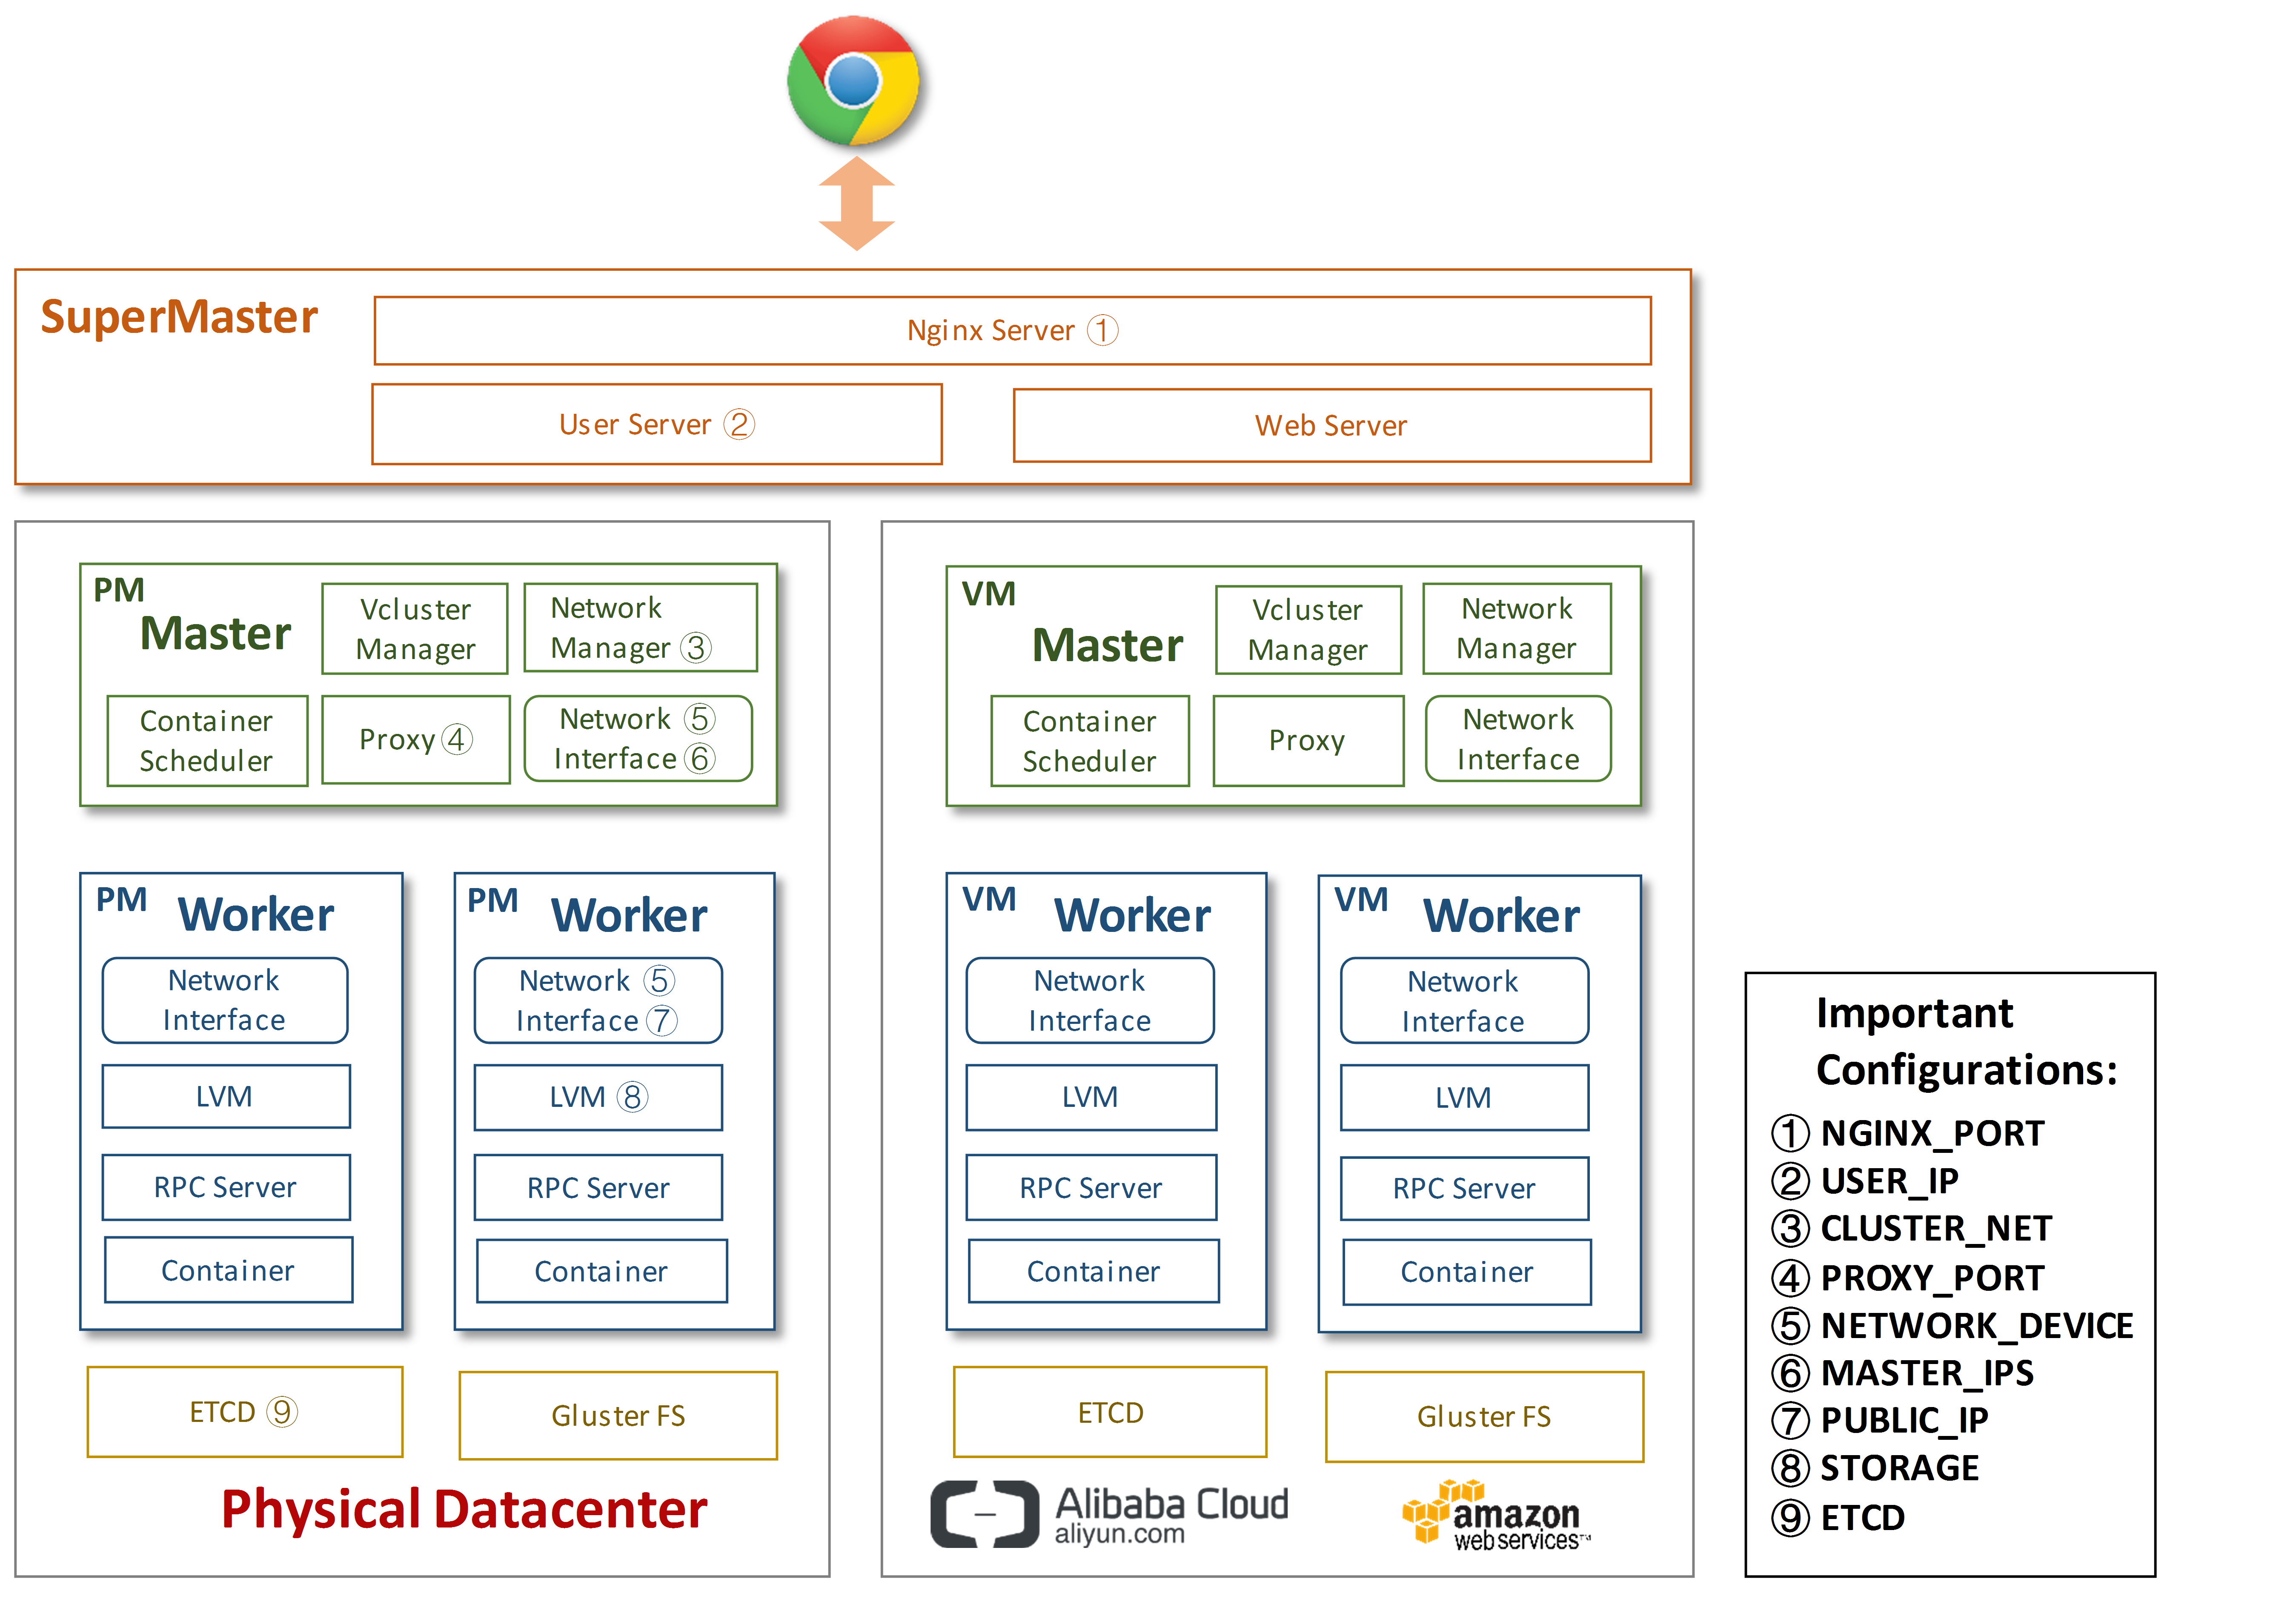 SuperMaster
Nginx Server ①
User Server ②
Web Server
PM
Master
Vcluster
Manager
Network
Manager ③
Container
Scheduler
Proxy ④
Network ⑤
Interface ⑥
PM
Worker
Network
Interface
LVM
RPC Server
Container
PM
Worker
Network ⑤
Interface ⑦
LVM ⑧
RPC Server
Container
ETCD ⑨
Gluster FS
Physical Datacenter
VM
Master
Vcluster
Manager
Network
Manager
Container
Scheduler
Proxy
Network
Interface
VM
Worker
Network
Interface
LVM
RPC Server
Container
VM
Worker
Network
Interface
LVM
RPC Server
Container
ETCD
Gluster FS
Alibaba Cloud
aliyun.com
amazon
webservices™
Important
Configurations:
① NGINX_PORT
② USER_IP
③ CLUSTER_NET
④ PROXY_PORT
⑤ NETWORK_DEVICE
⑥ MASTER_IPS
⑦ PUBLIC_IP
⑧ STORAGE
⑨ ETCD